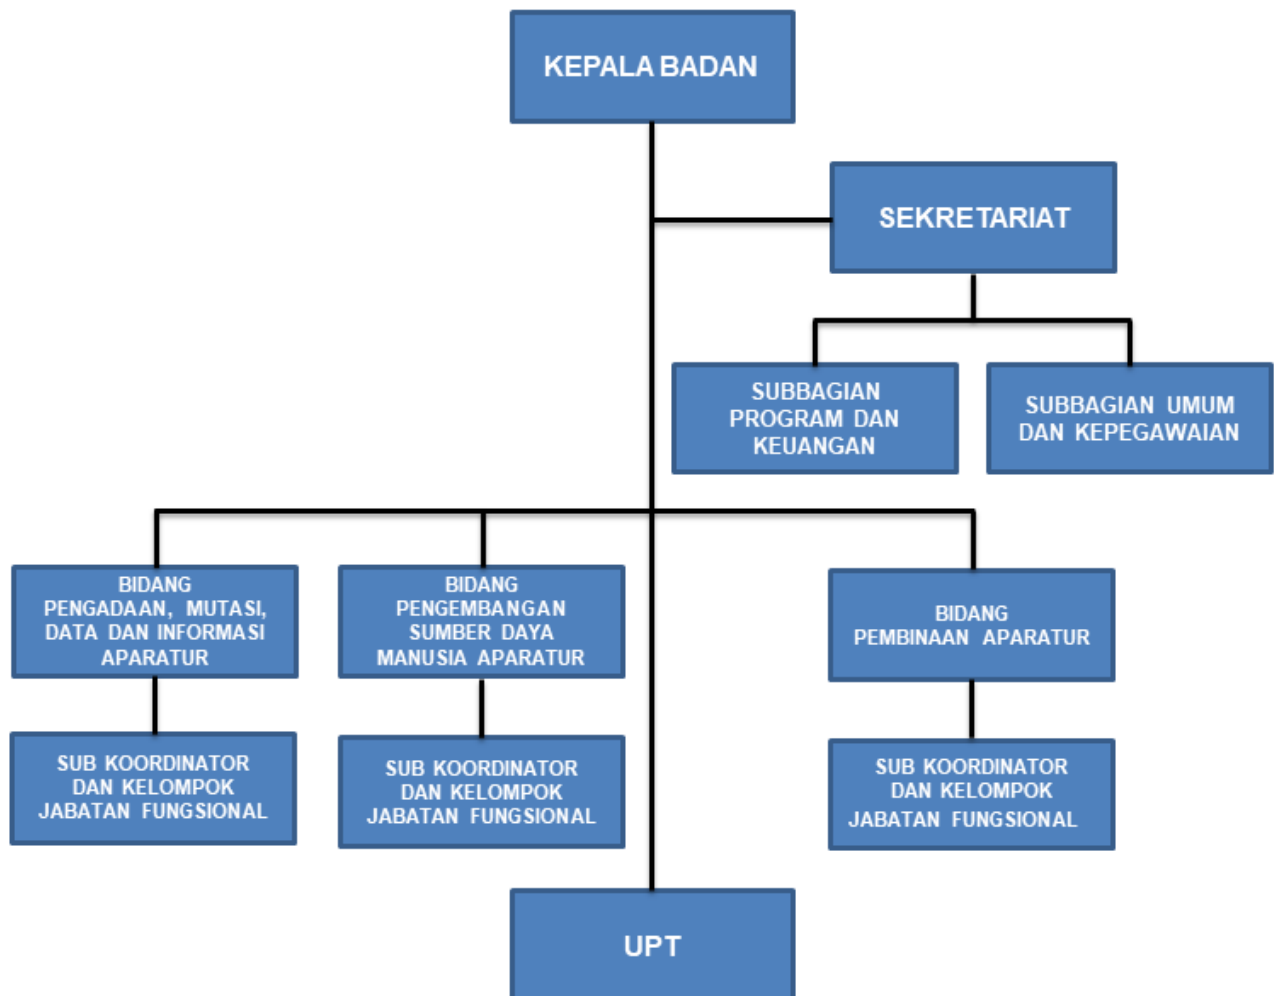 KEPALA BADAN
SEKRETARIAT
SUBBAGIAN
PROGRAM DAN
KEUANGAN
SUBBAGIAN UMUM
DAN KEPEGAWAIAN
BIDANG
PENGADAAN, MUTASI,
DATA DAN INFORMASI
APARATUR
BIDANG
PENGEMBANGAN
SUMBER DAYA
MANUSIA APARATUR
BIDANG
PEMBINAAN APARATUR
SUB KOORDINATOR
DAN KELOMPOK
JABATAN FUNGSIONAL
SUB KOORDINATOR
DAN KELOMPOK
JABATAN FUNGSIONAL
SUB KOORDINATOR
DAN KELOMPOK
JABATAN FUNGSIONAL
UPT